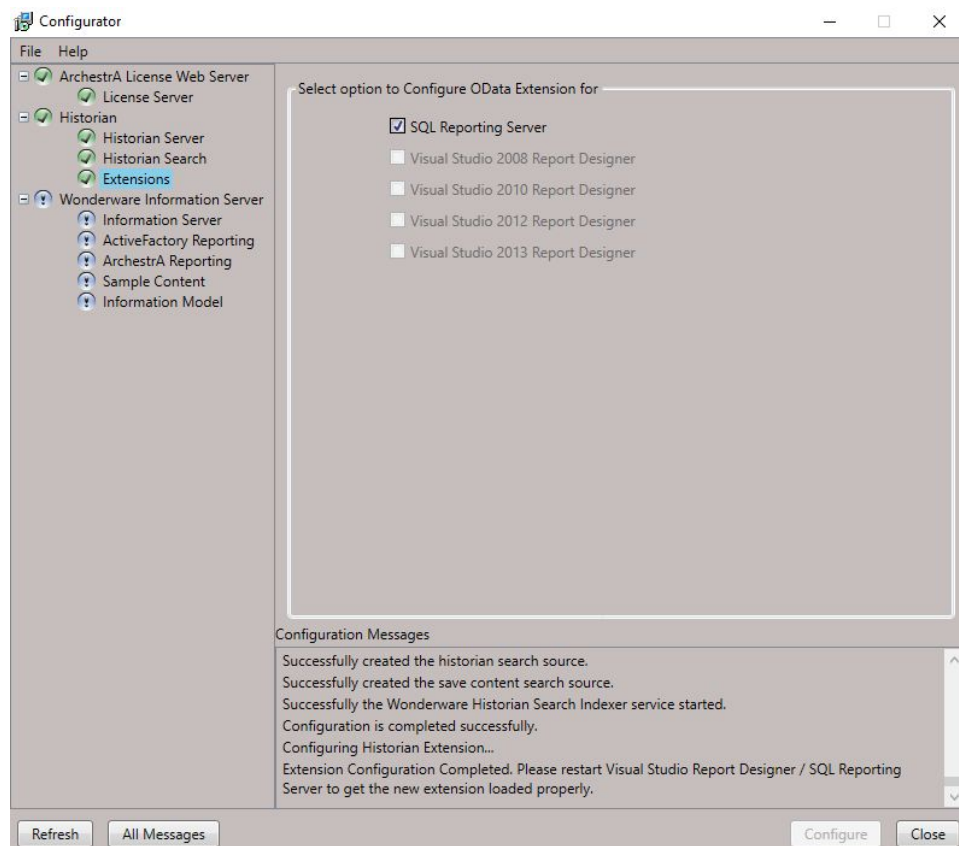 Configurator
File Help
ArchestrA License Web Server
License Server
Historian
Historian Server
Historian Search
Extensions
Wonderware Information Server
Information Server
ActiveFactory Reporting
ArchestrA Reporting
Sample Content
Information Model
Select option to Configure OData Extension for
SQL Reporting Server
Visual Studio 2008 Report Designer
Visual Studio 2010 Report Designer
Visual Studio 2012 Report Designer
Visual Studio 2013 Report Designer
Configuration Messages
Successfully created the historian search source.
Successfully created the save content search source.
Successfully the Wonderware Historian Search Indexer service started.
Configuration is completed successfully.
Configuring Historian Extension...
Extension Configuration Completed. Please restart Visual Studio Report Designer / SQL Reporting
Server to get the new extension loaded properly.
Refresh All Messages Configure Close